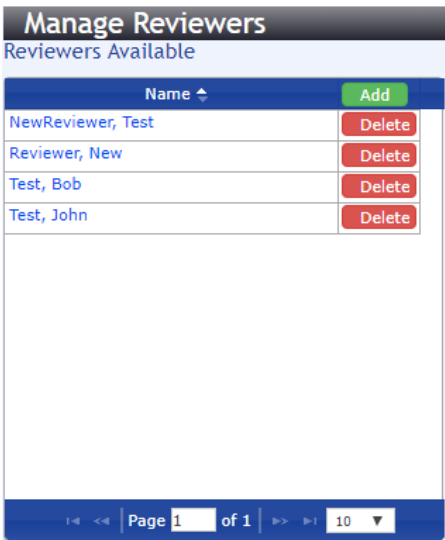 Manage Reviewers
Reviewers Available
Name Add
NewReviewer, Test Delete
Reviewer, New Delete
Test, Bob Delete
Test, John Delete
Page 1 of 1 10